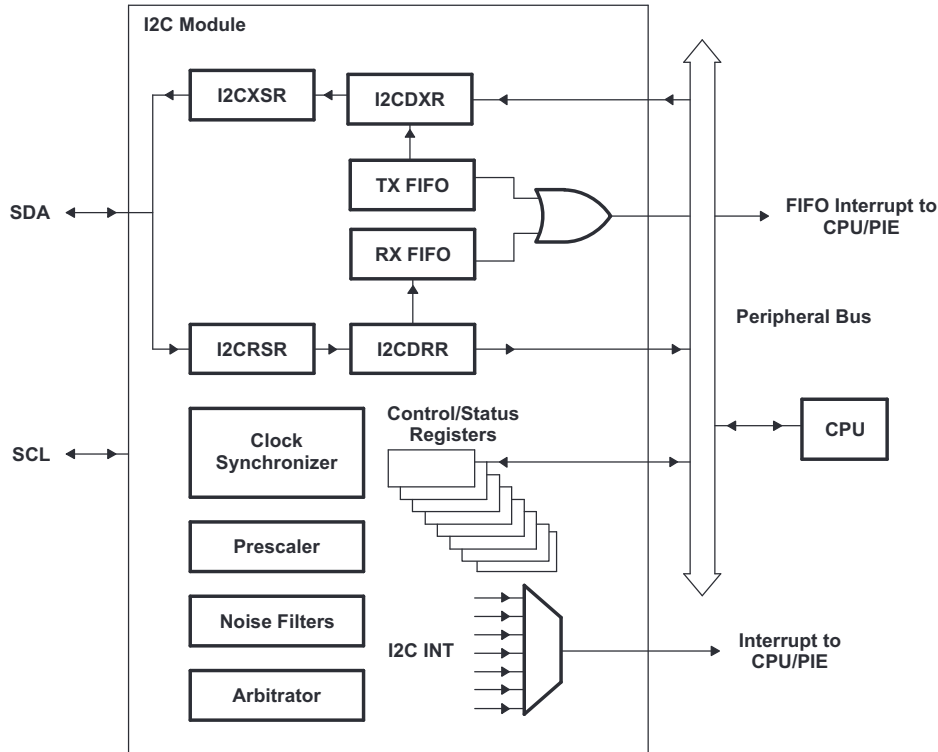 I2C Module
I2CXSR
I2CDXR
TX FIFO
SDA
FIFO Interrupt to
CPU/PIE
RX FIFO
Peripheral Bus
I2CRSR
I2CDRR
Control/Status
Registers
Clock
Synchronizer
SCL
CPU
Prescaler
Noise Filters
I2C INT
Interrupt to
CPU/PIE
Arbitrator